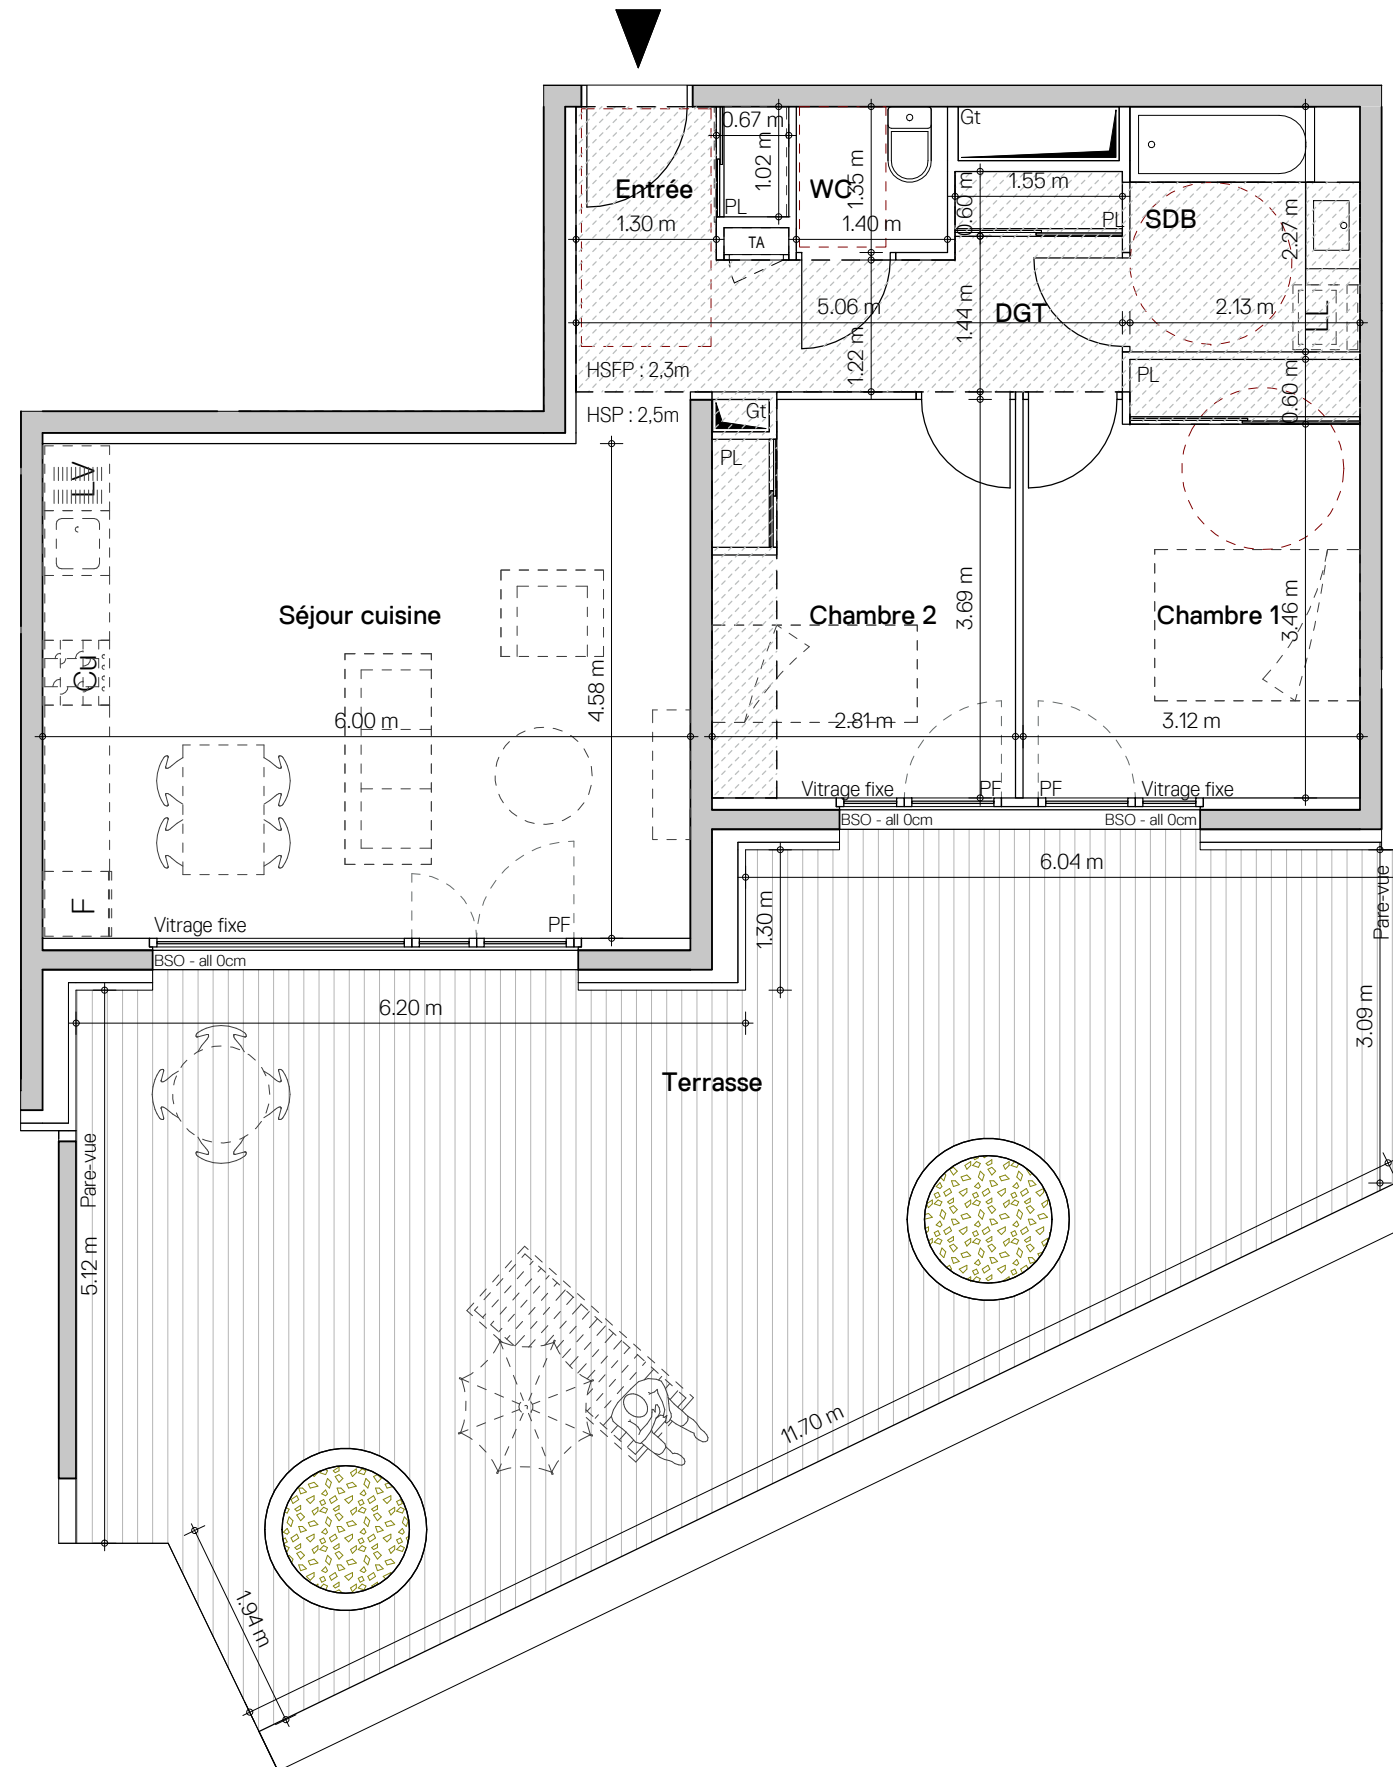 0.67 m
1.02 m
PL
Entrée
1.30 m
TA
WC
1.35 m
1.40 m
Gt
0.60 m
1.55 m
PL
SDB
2.27 m
5.06 m
DGT
1.44 m
1.22 m
2.13 m
LL
HSFP : 2,3m
HSP : 2,5m
PL
0.60 m
Gt
PL
LV
Cu
F
Séjour cuisine
6.00 m
4.58 m
Chambre 2
3.69 m
2.81 m
Chambre 1
3.46 m
3.12 m
Vitrage fixe
PF
PF
Vitrage fixe
BSO - all 0cm
BSO - all 0cm
Vitrage fixe
PF
BSO - all 0cm
6.04 m
1.30 m
Pare-vue
3.09 m
6.20 m
Terrasse
Pare-vue
5.12 m
11.70 m
1.94 m